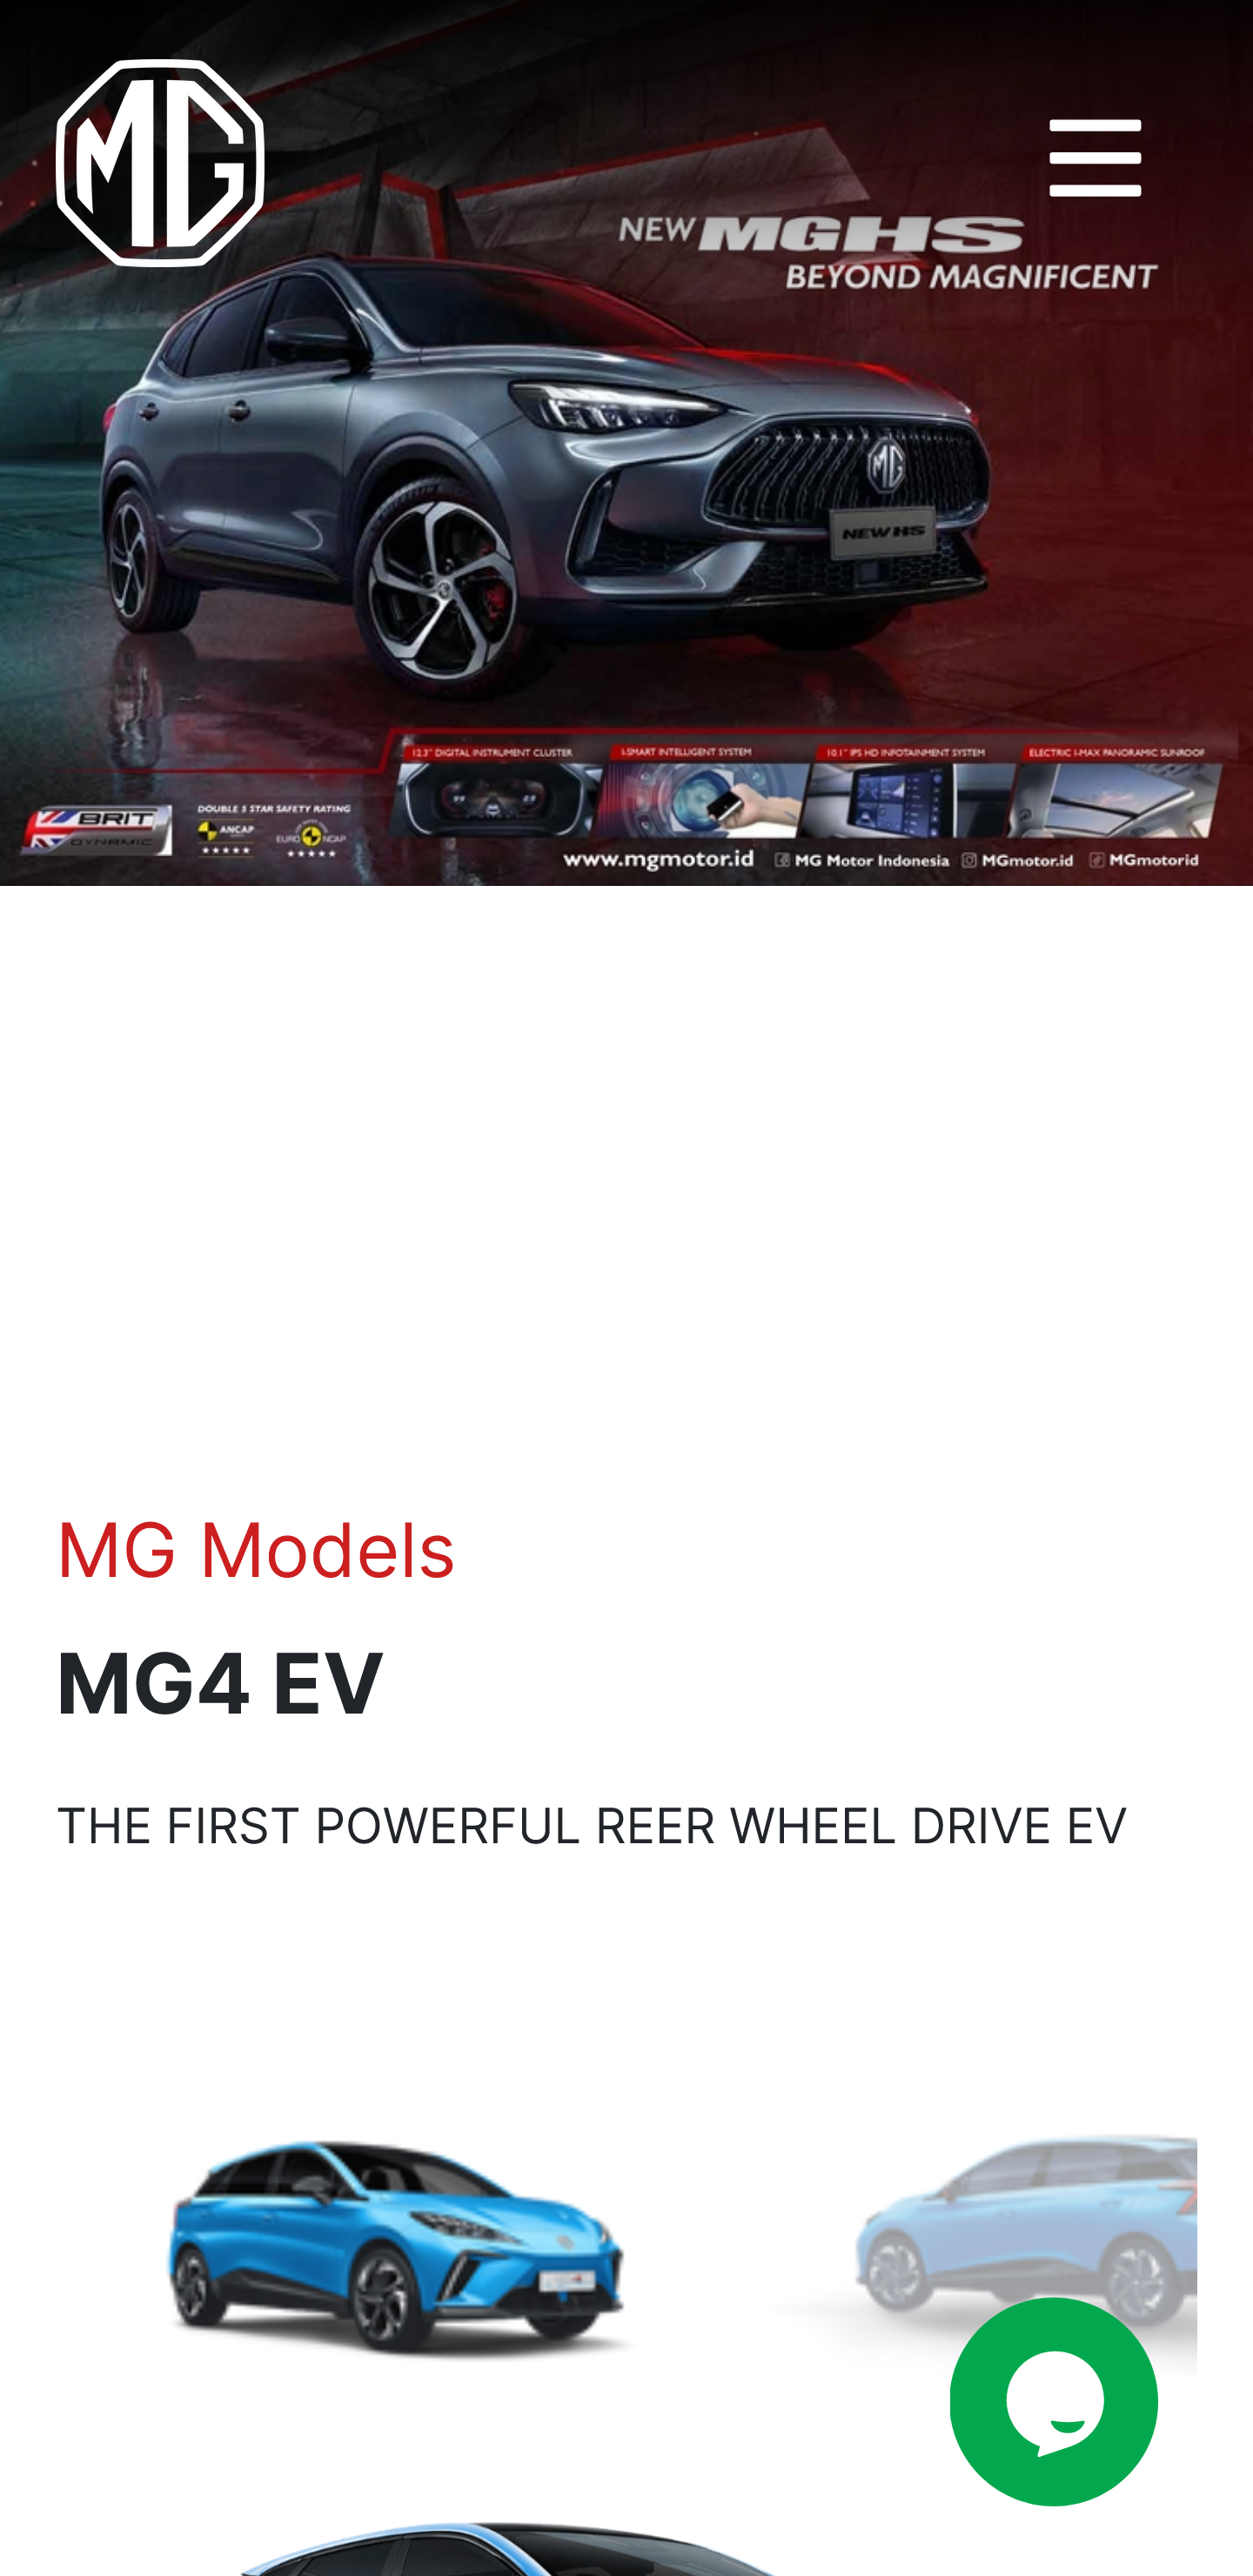 MG
NEW MGHS
BEYOND MAGNIFICENT
MG
NEW HS
12.3" DIGITAL INSTRUMENT CLUSTER
I-SMART INTELLIGENT SYSTEM
10.1" IPS HD INFOTAINMENT SYSTEM
ELECTRIC I-MAX PANORAMIC SUNROOF
BRIT
DYNAMIC
DOUBLE 5 STAR SAFETY RATING
ANCAP
EURO NCAP
www.mgmotor.id
MG Motor Indonesia
MGmotor.id
MGmotorid
MG Models
MG4 EV
THE FIRST POWERFUL REER WHEEL DRIVE EV